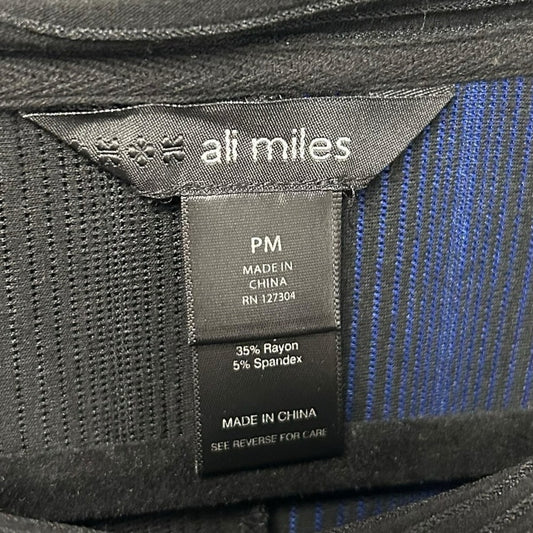 ali miles
PM
MADE IN
CHINA
RN 127304
35% Rayon
5% Spandex
MADE IN CHINA
SEE REVERSE FOR CARE